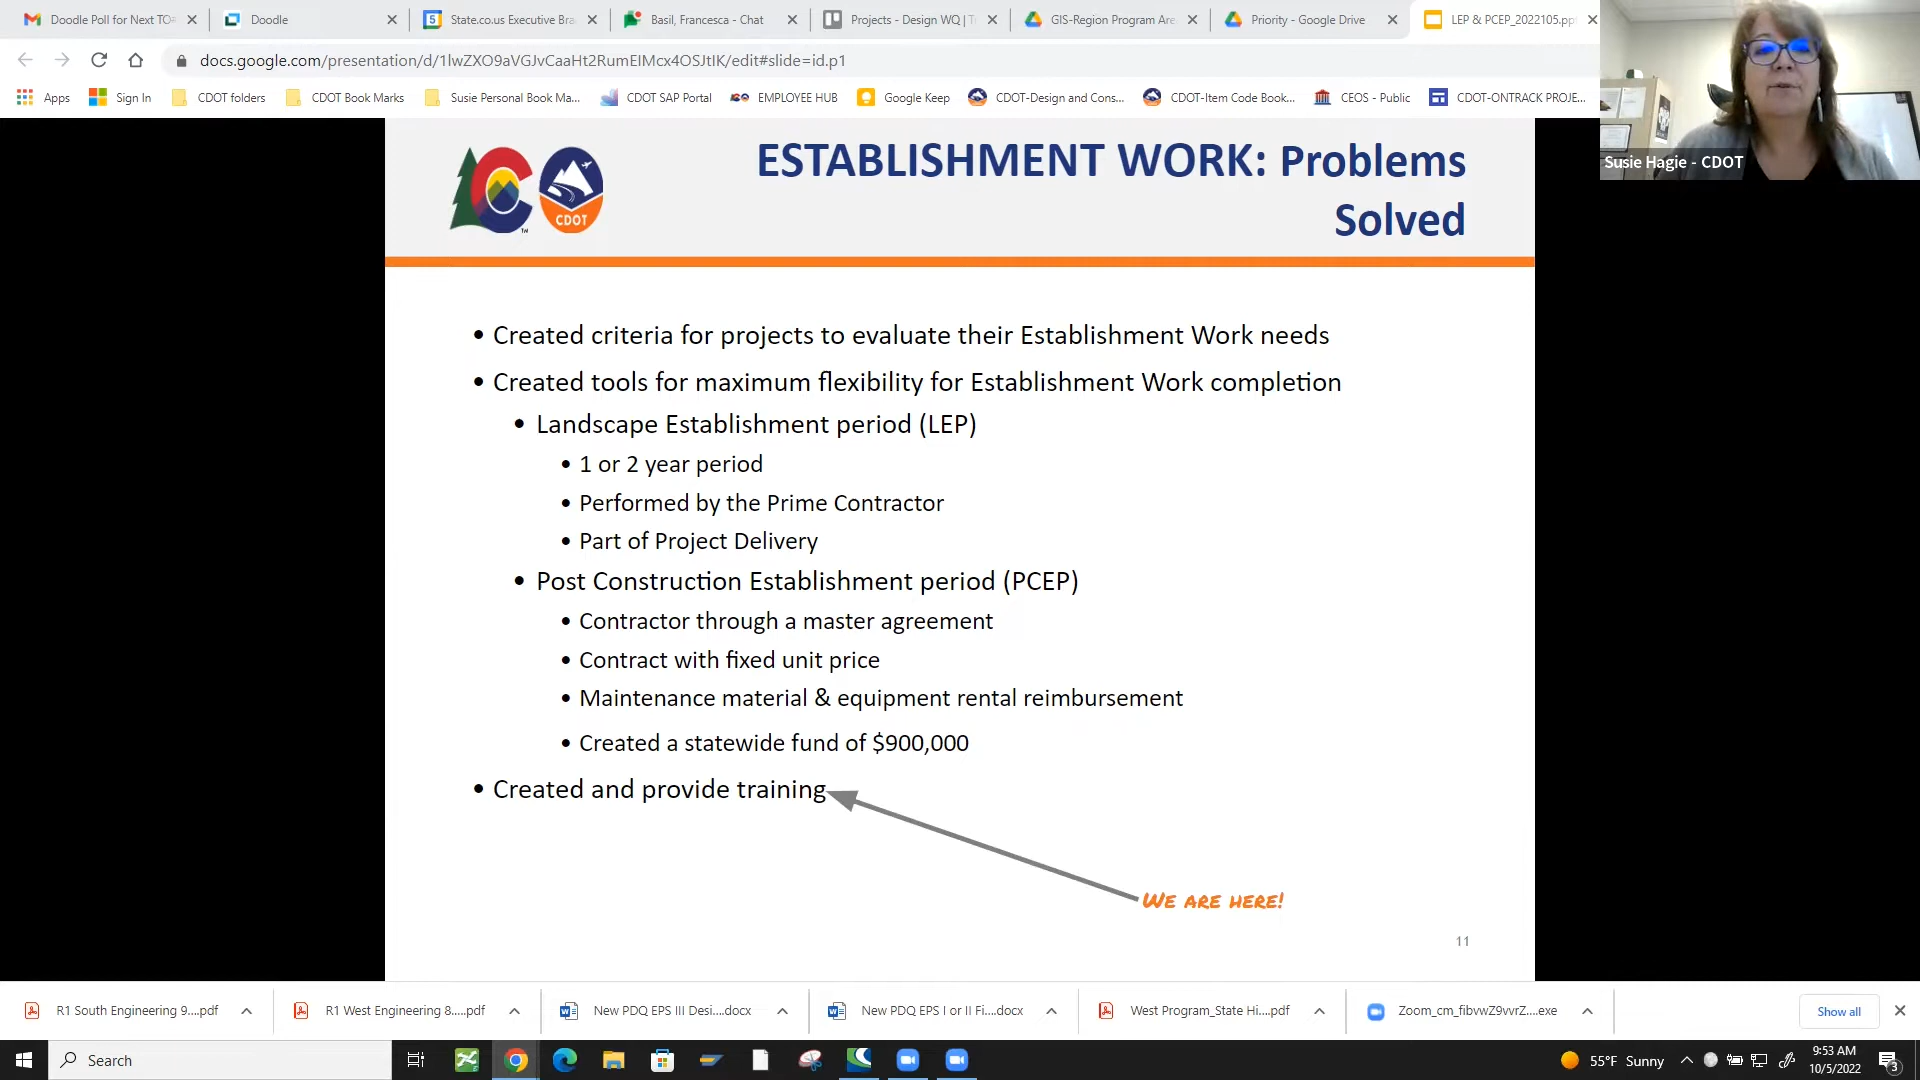 Doodle Poll for Next TO
Doodle
State.co.us Executive Bra
Basil, Francesca - Chat
Projects - Design WQ | T
GIS-Region Program Are
Priority - Google Drive
LEP & PCEP_2022105.pp
docs.google.com/presentation/d/1lwZXO9aVGJvCaaHt2RumEIMcx4OSJtIK/edit#slide=id.p1
Apps
Sign In
CDOT folders
CDOT Book Marks
Susie Personal Book Ma...
CDOT SAP Portal
EMPLOYEE HUB
Google Keep
CDOT-Design and Cons...
CDOT-Item Code Book...
CEOS - Public
CDOT-ONTRACK PROJE...
Susie Hagie - CDOT
CDOT
TM
ESTABLISHMENT WORK: Problems
Solved
• Created criteria for projects to evaluate their Establishment Work needs
• Created tools for maximum flexibility for Establishment Work completion
• Landscape Establishment period (LEP)
• 1 or 2 year period
• Performed by the Prime Contractor
• Part of Project Delivery
• Post Construction Establishment period (PCEP)
• Contractor through a master agreement
• Contract with fixed unit price
• Maintenance material & equipment rental reimbursement
• Created a statewide fund of $900,000
• Created and provide training
WE ARE HERE!
11
R1 South Engineering 9....pdf
R1 West Engineering 8.....pdf
New PDQ EPS III Desi....docx
New PDQ EPS I or II Fi....docx
West Program_State Hi....pdf
Zoom_cm_fibvwZ9vvrZ....exe
Show all
Search
55°F Sunny
9:53 AM
10/5/2022
3